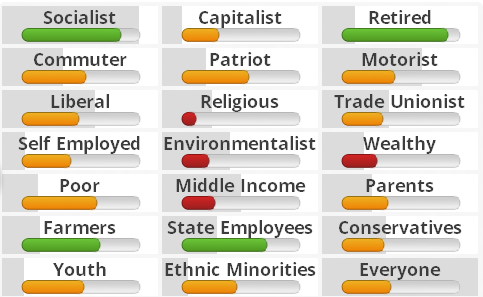 Socialist
Capitalist
Retired
Commuter
Patriot
Motorist
Liberal
Religious
Trade Unionist
Self Employed
Environmentalist
Wealthy
Poor
Middle Income
Parents
Farmers
State Employees
Conservatives
Youth
Ethnic Minorities
Everyone